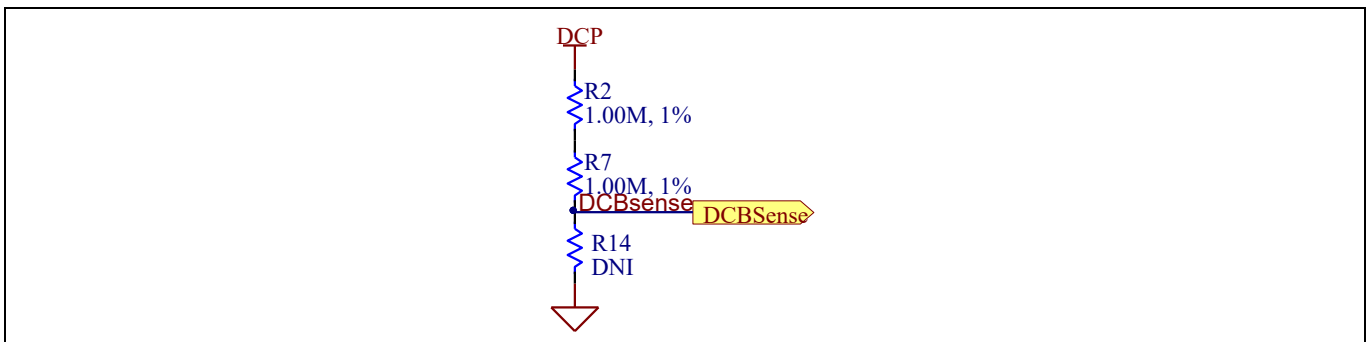 DCP
R2
1.00M, 1%
R7
1.00M, 1%
DCBsense
DCBSense
R14
DNI